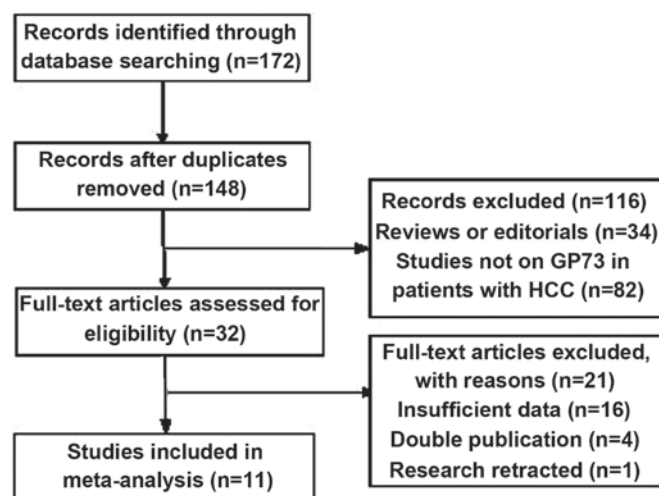 Records identified through
database searching (n=172)
Records after duplicates
removed (n=148)
Records excluded (n=116)
Reviews or editorials (n=34)
Studies not on GP73 in
patients with HCC (n=82)
Full-text articles assessed for
eligibility (n=32)
Full-text articles excluded,
with reasons (n=21)
Insufficient data (n=16)
Double publication (n=4)
Research retracted (n=1)
Studies included in
meta-analysis (n=11)